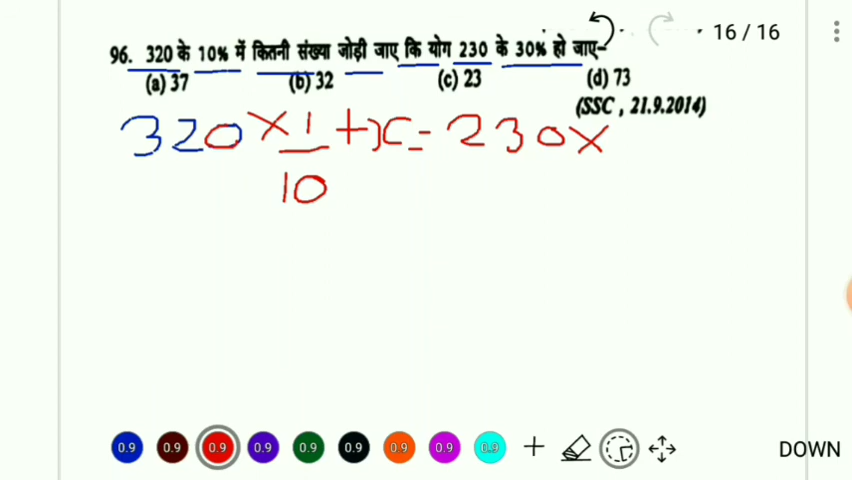 16 / 16
96. 320 के 10% में कितनी संख्या जोड़ी जाए कि योग 230 के 30% हो जाए–
(a) 37 (b) 32 (c) 23 (d) 73
(SSC , 21.9.2014)
320 × 1/10 + x = 230 ×
0.9 0.9 0.9 0.9 0.9 0.9 0.9 0.9 0.9 DOWN